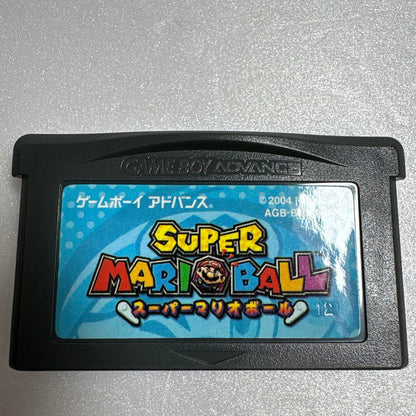 GAME BOY ADVANCE
ゲームボーイ アドバンス © 2004
SUPER
MARIO BALL
スーパーマリオボール
12